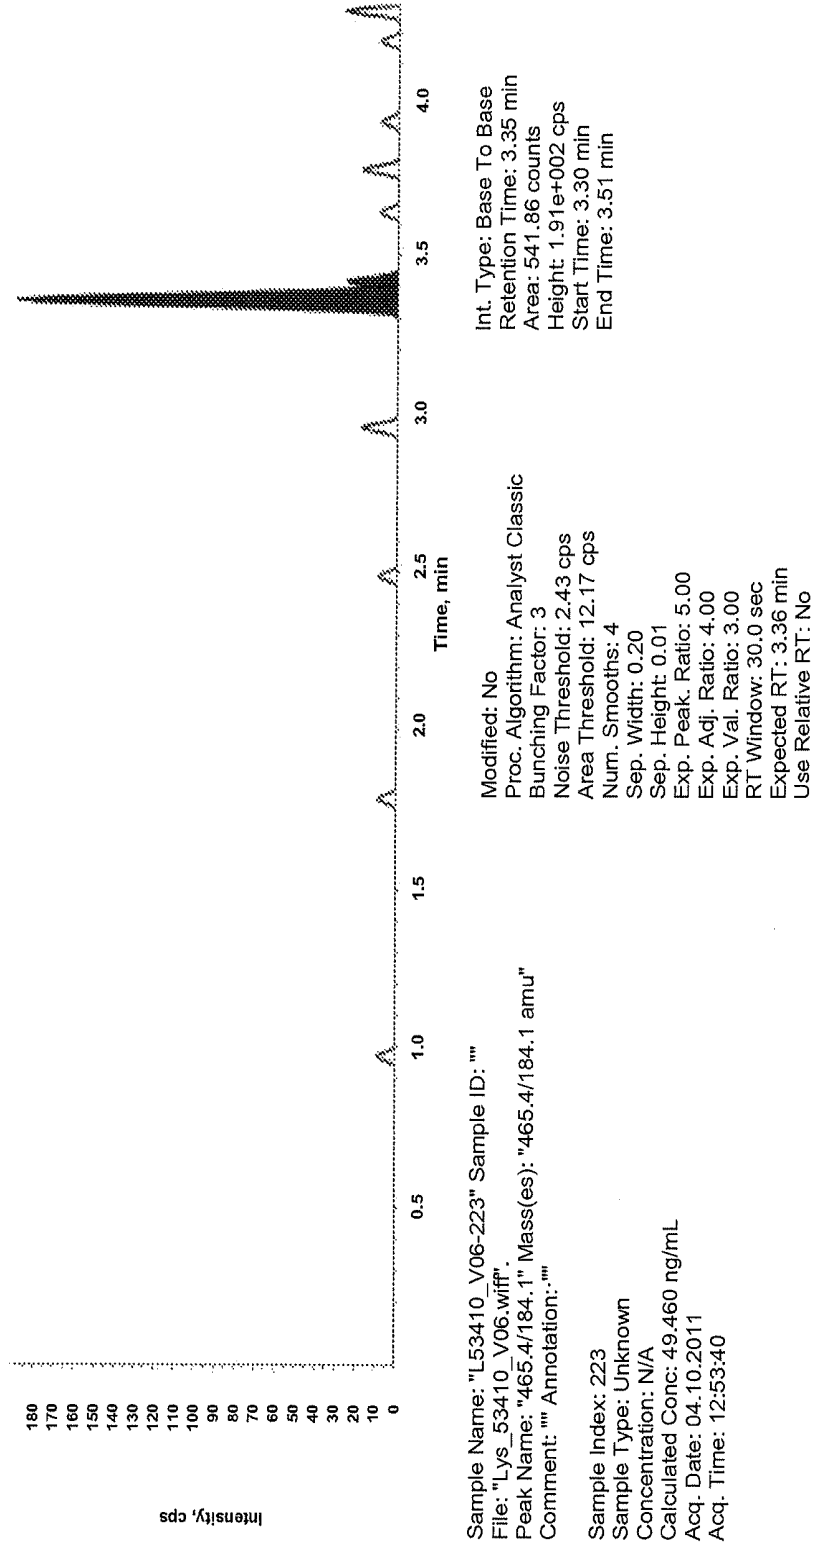 Intensity, cps
180
170
160
150
140
130
120
110
100
90
80
70
60
50
40
30
20
10
0
0.5 1.0 1.5 2.0 2.5 3.0 3.5 4.0
Time, min
Sample Name: "L53410_V06-223" Sample ID: ""
File: "Lys_53410_V06.wiff".
Peak Name: "465.4/184.1" Mass(es): "465.4/184.1 amu"
Comment: "" Annotation: ""
Sample Index: 223
Sample Type: Unknown
Concentration: N/A
Calculated Conc: 49.460 ng/mL
Acq. Date: 04.10.2011
Acq. Time: 12:53:40
Modified: No
Proc. Algorithm: Analyst Classic
Bunching Factor: 3
Noise Threshold: 2.43 cps
Area Threshold: 12.17 cps
Num. Smooths: 4
Sep. Width: 0.20
Sep. Height: 0.01
Exp. Peak. Ratio: 5.00
Exp. Adj. Ratio: 4.00
Exp. Val. Ratio: 3.00
RT Window: 30.0 sec
Expected RT: 3.36 min
Use Relative RT: No
Int. Type: Base To Base
Retention Time: 3.35 min
Area: 541.86 counts
Height: 1.91e+002 cps
Start Time: 3.30 min
End Time: 3.51 min